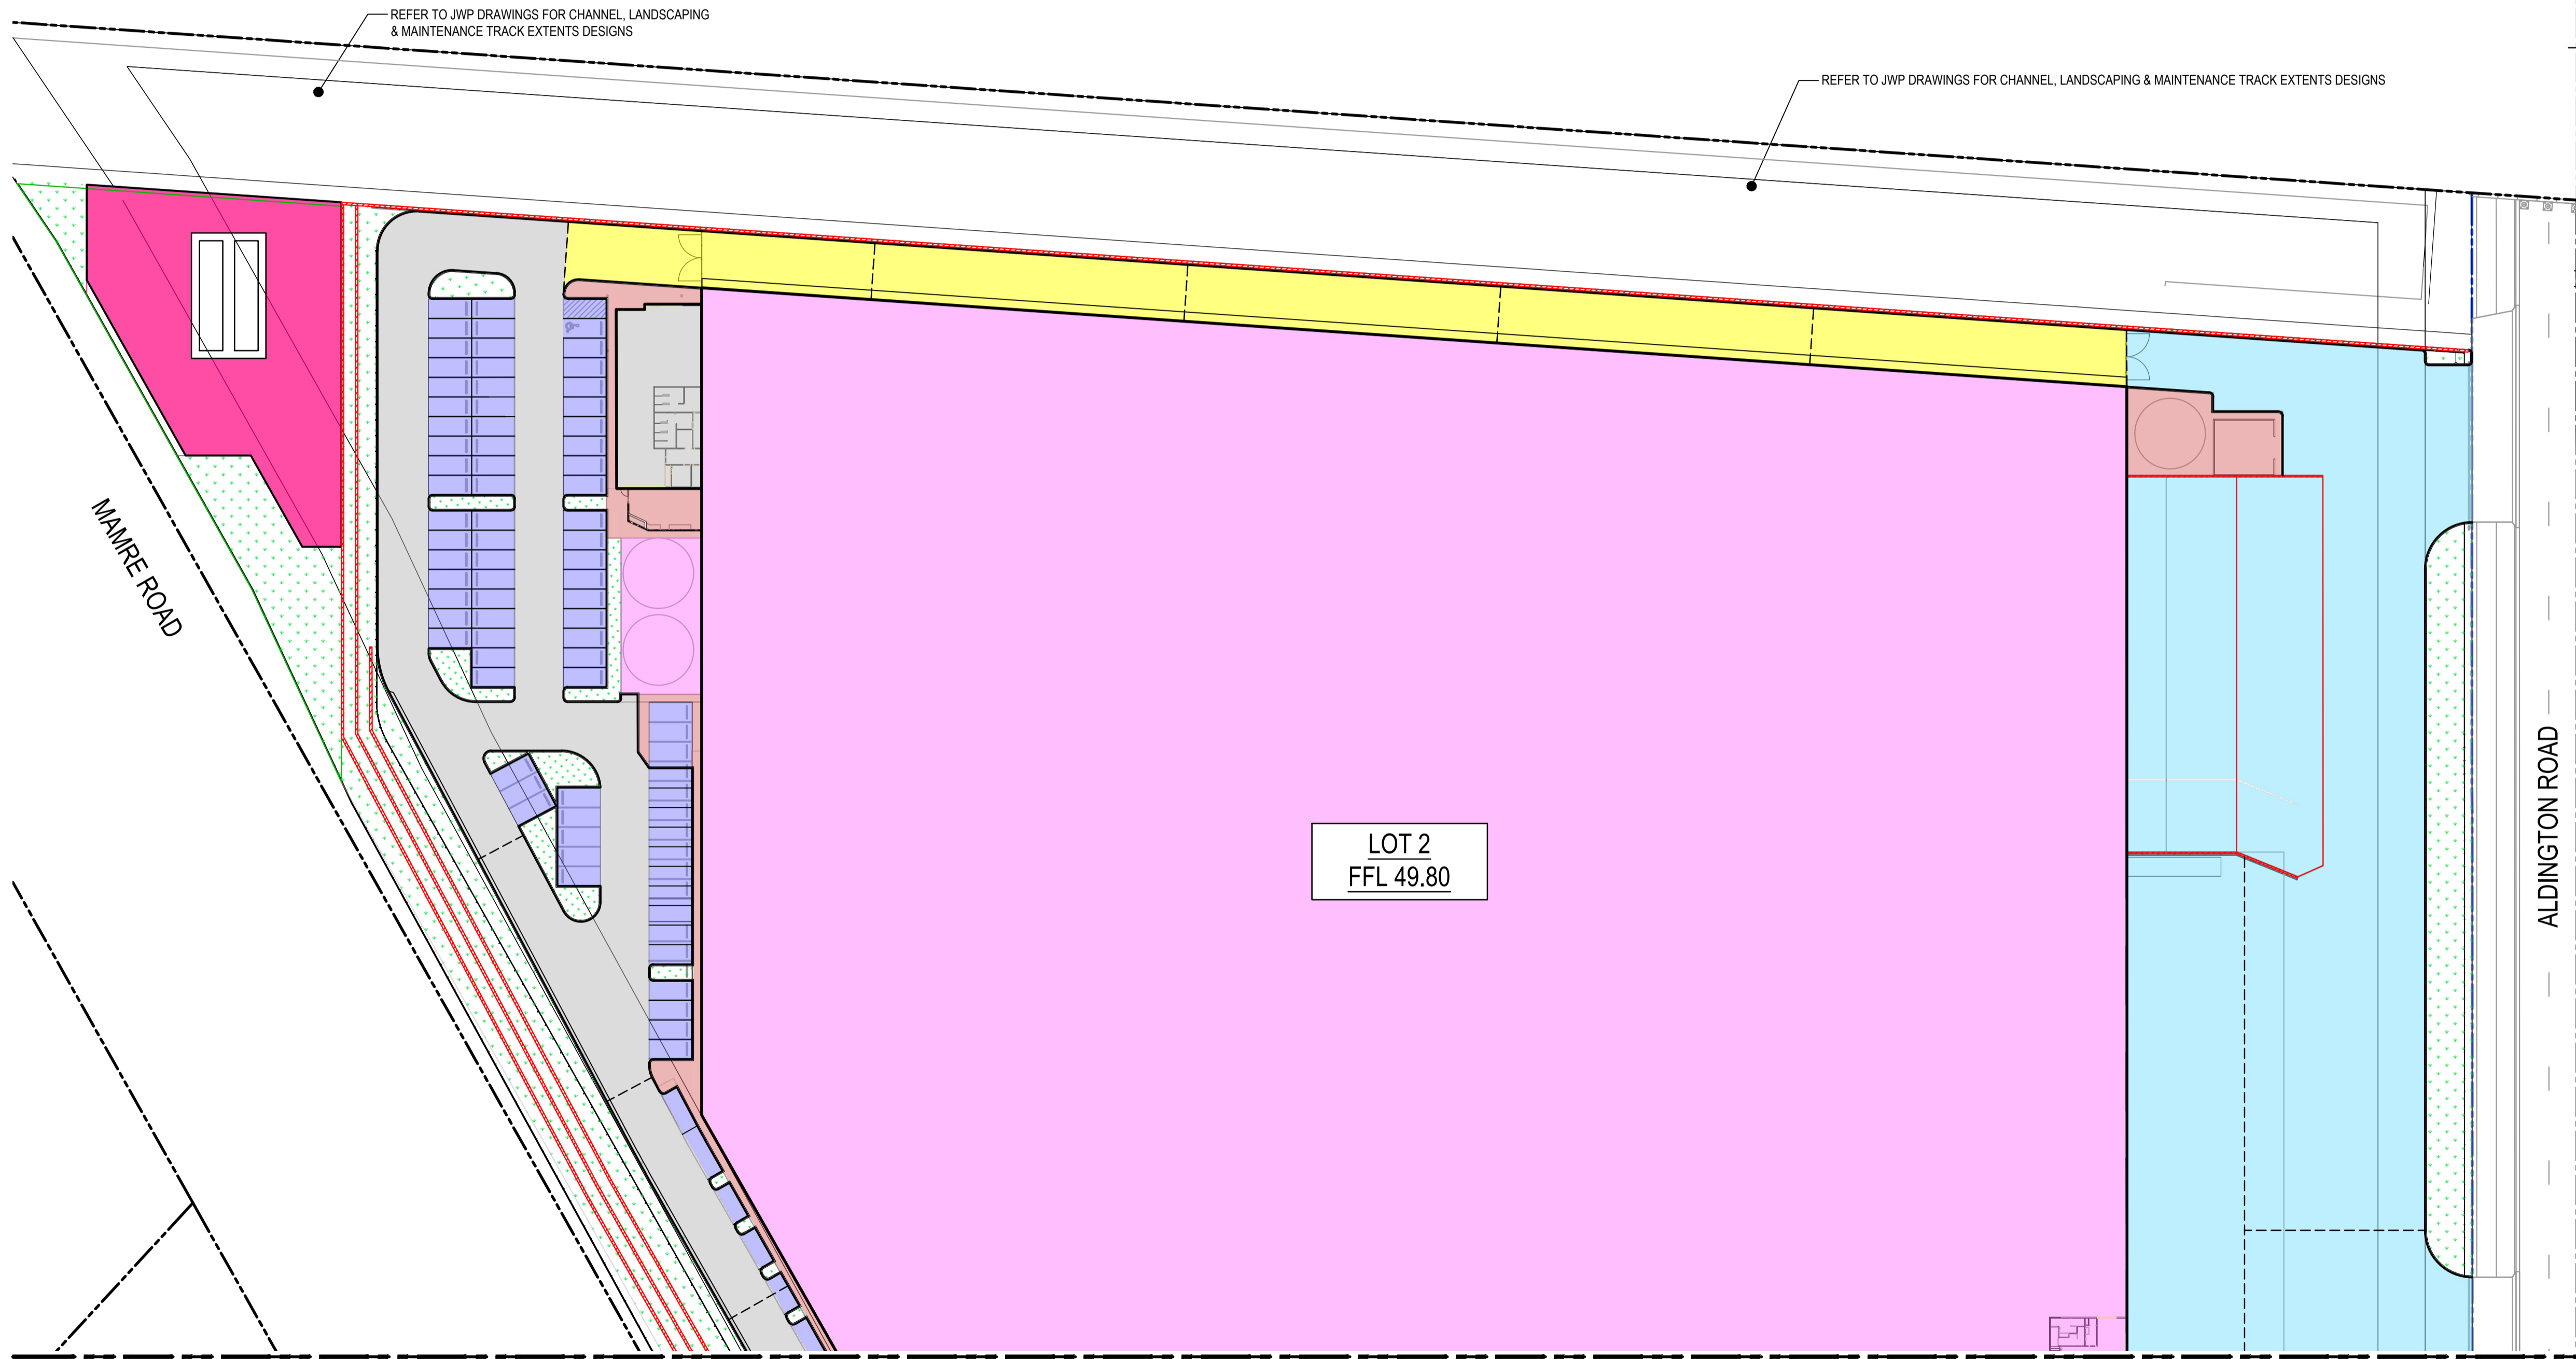 REFER TO JWP DRAWINGS FOR CHANNEL, LANDSCAPING
& MAINTENANCE TRACK EXTENTS DESIGNS
REFER TO JWP DRAWINGS FOR CHANNEL, LANDSCAPING & MAINTENANCE TRACK EXTENTS DESIGNS
MAMRE ROAD
LOT 2
FFL 49.80
ALDINGTON ROAD